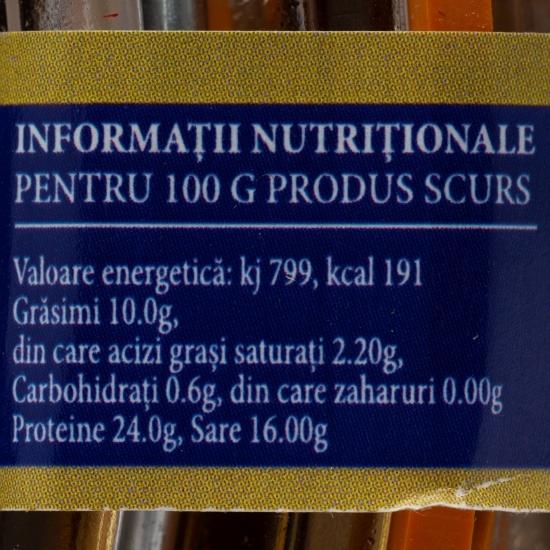 INFORMAȚII NUTRIȚIONALE
PENTRU 100 G PRODUS SCURS
Valoare energetică: kj 799, kcal 191
Grăsimi 10.0g,
din care acizi grași saturați 2.20g,
Carbohidrați 0.6g, din care zaharuri 0.00g
Proteine 24.0g, Sare 16.00g